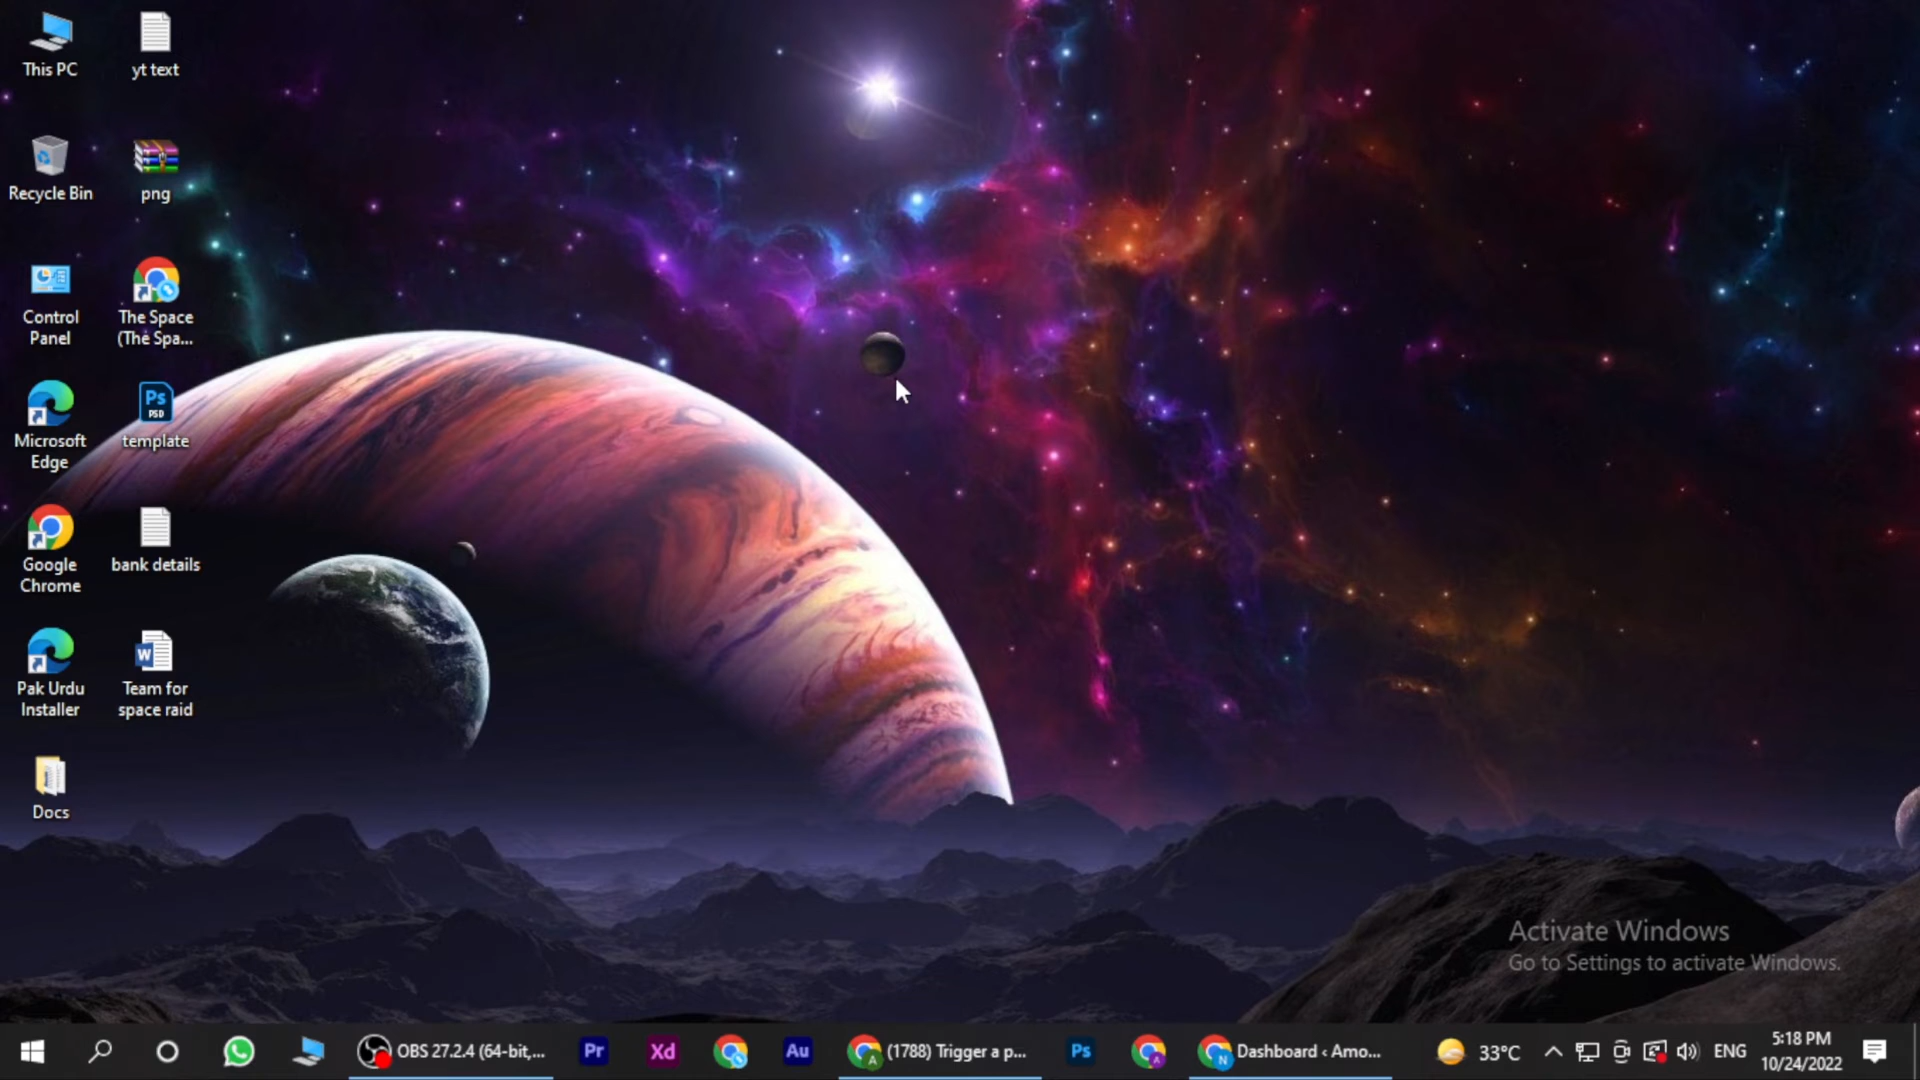 This PC
yt text
Recycle Bin
png
Control
Panel
The Space
(The Spa...
Microsoft
Edge
Ps
PSD
template
Google
Chrome
bank details
Pak Urdu
Installer
W
Team for
space raid
Docs
Activate Windows
Go to Settings to activate Windows.
OBS 27.2.4 (64-bit,...
Pr
Xd
Au
A
(1788) Trigger a p...
Ps
A
N
Dashboard ‹ Amo...
33°C
ENG
5:18 PM
10/24/2022